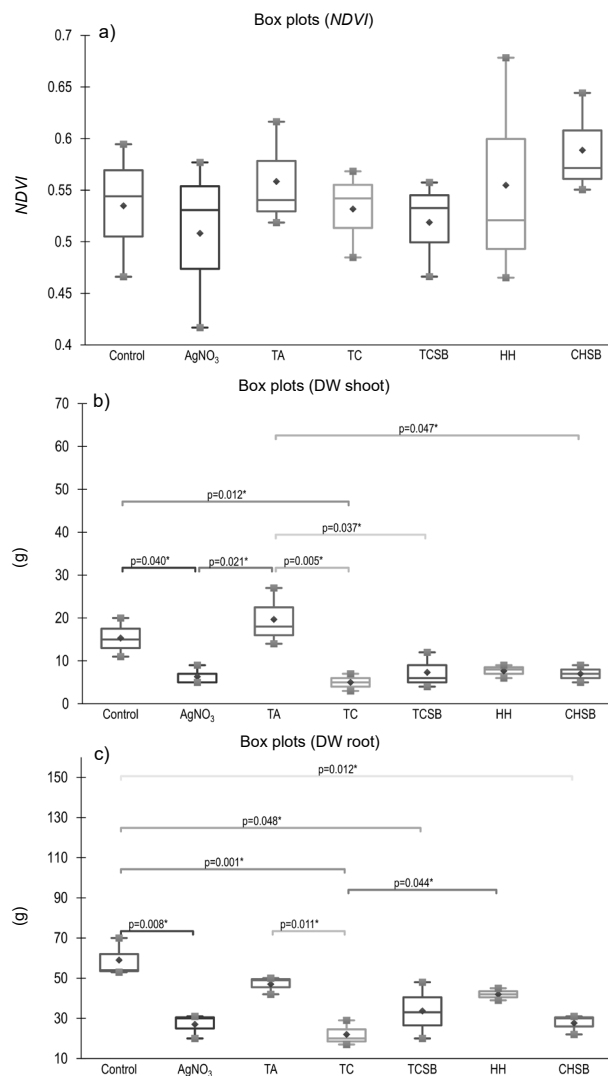 Box plots (NDVI)
a)
0.7
0.65
0.6
0.55
0.5
0.45
0.4
NDVI
Control AgNO₃ TA TC TCSB HH CHSB
Box plots (DW shoot)
b)
70
60
50
40
30
20
10
0
(g)
p=0.047*
p=0.012*
p=0.037*
p=0.040* p=0.021* p=0.005*
Control AgNO₃ TA TC TCSB HH CHSB
Box plots (DW root)
c)
150
130
110
90
70
50
30
10
(g)
p=0.012*
p=0.048*
p=0.001*
p=0.044*
p=0.008* p=0.011*
Control AgNO₃ TA TC TCSB HH CHSB